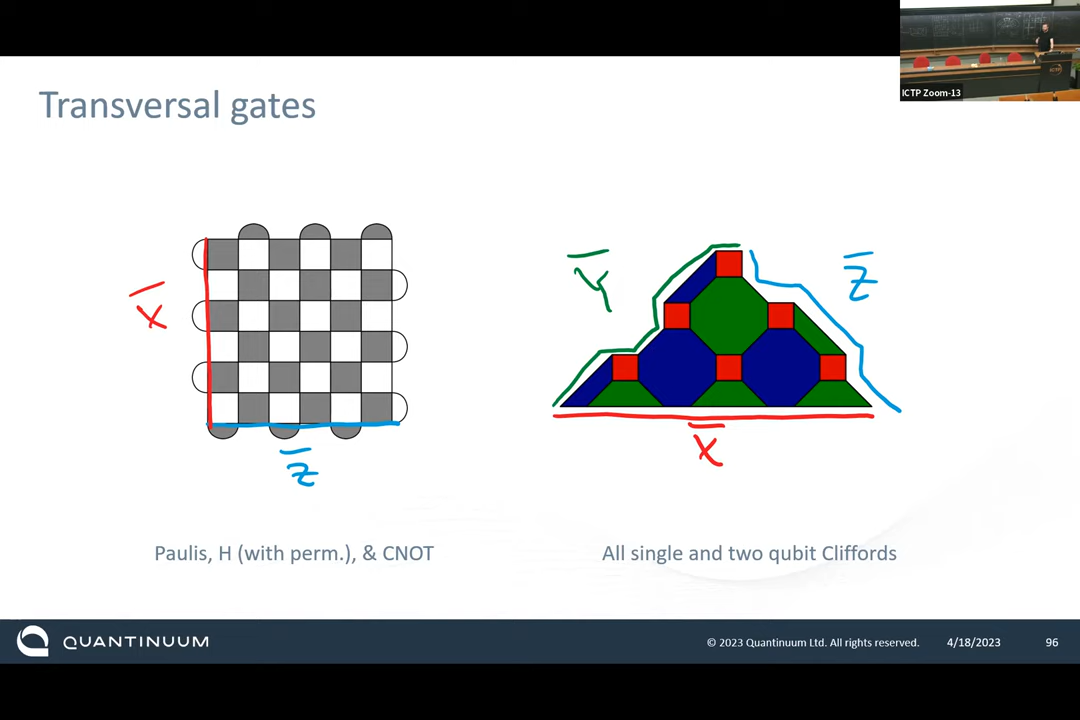 ICTP Zoom-13
Transversal gates
X̅
Z̅
Y̅
Z̅
X̅
Paulis, H (with perm.), & CNOT
All single and two qubit Cliffords
QUANTINUUM
© 2023 Quantinuum Ltd. All rights reserved.
4/18/2023
96